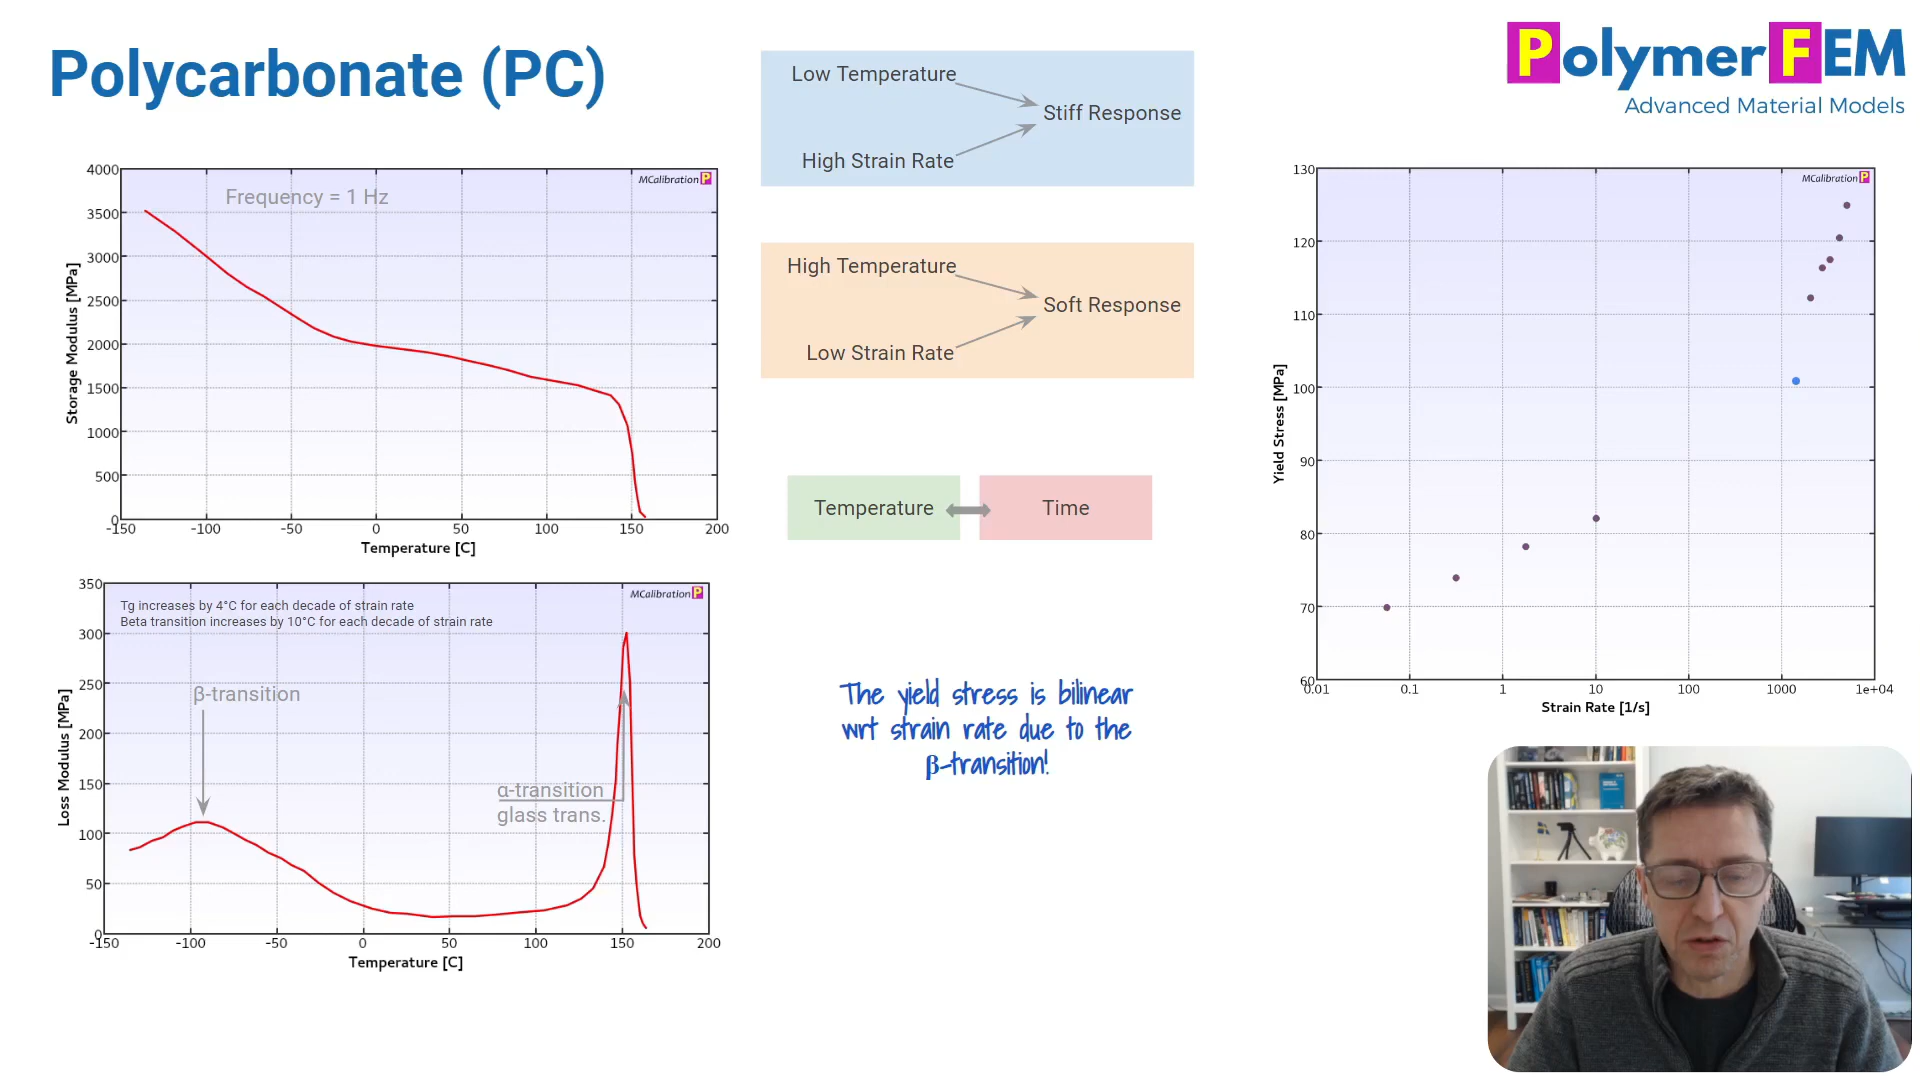 Polycarbonate (PC)
PolymerFEM
Advanced Material Models
Low Temperature
High Strain Rate
Stiff Response
High Temperature
Low Strain Rate
Soft Response
Temperature
Time
The yield stress is bilinear
wrt strain rate due to the
β-transition!
Frequency = 1 Hz
MCalibration P
Storage Modulus [MPa]
4000
3500
3000
2500
2000
1500
1000
500
0
-150 -100 -50 0 50 100 150 200
Temperature [C]
Tg increases by 4°C for each decade of strain rate
Beta transition increases by 10°C for each decade of strain rate
MCalibration P
β-transition
α-transition
glass trans.
Loss Modulus [MPa]
350
300
250
200
150
100
50
0
-150 -100 -50 0 50 100 150 200
Temperature [C]
MCalibration P
Yield Stress [MPa]
130
120
110
100
90
80
70
60
0.01 0.1 1 10 100 1000 1e+04
Strain Rate [1/s]